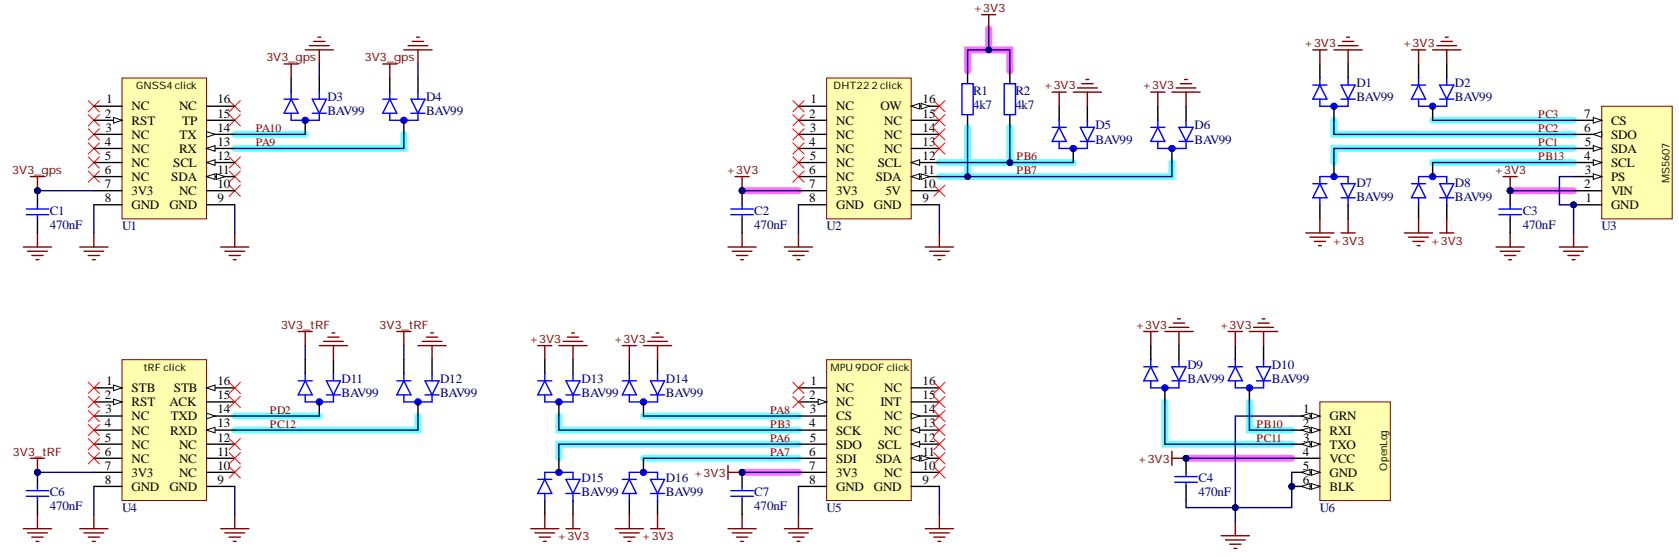 GNSS4 click
1 NC NC 16
2 RST TP 15
3 NC TX 14
4 NC RX 13
5 NC SCL 12
6 NC SDA 11
7 3V3 NC 10
8 GND GND 9
U1
PA10
PA9
3V3_gps
D3
BAV99
3V3_gps
D4
BAV99
3V3_gps
C1
470nF
DHT22 2 click
1 NC OW 16
2 NC NC 15
3 NC NC 14
4 NC NC 13
5 NC SCL 12
6 NC SDA 11
7 3V3 5V 10
8 GND GND 9
U2
+3V3
R1
4k7
R2
4k7
+3V3
D5
BAV99
+3V3
D6
BAV99
PB6
PB7
+3V3
C2
470nF
+3V3
D1
BAV99
+3V3
D2
BAV99
PC3
PC2
PC1
PB13
7 CS
6 SDO
5 SDA
4 SCL
3 PS
2 VIN
1 GND
MS5607
U3
D7
BAV99
+3V3
D8
BAV99
+3V3
+3V3
C3
470nF
tRF click
1 STB STB 16
2 RST ACK 15
3 NC TXD 14
4 NC RXD 13
5 NC NC 12
6 NC NC 11
7 3V3 NC 10
8 GND GND 9
U4
3V3_tRF
D11
BAV99
3V3_tRF
D12
BAV99
PD2
PC12
3V3_tRF
C6
470nF
+3V3
D13
BAV99
+3V3
D14
BAV99
PA8
PB3
PA6
PA7
D15
BAV99
+3V3
D16
BAV99
+3V3
+3V3
C7
470nF
MPU 9DOF click
1 NC NC 16
2 NC INT 15
3 CS NC 14
4 SCK NC 13
5 SDO SCL 12
6 SDI SDA 11
7 3V3 NC 10
8 GND GND 9
U5
+3V3
D9
BAV99
+3V3
D10
BAV99
PB10
PC11
+3V3
C4
470nF
1 GRN
2 RXI
3 TXO
4 VCC
5 GND
6 BLK
OpenLog
U6